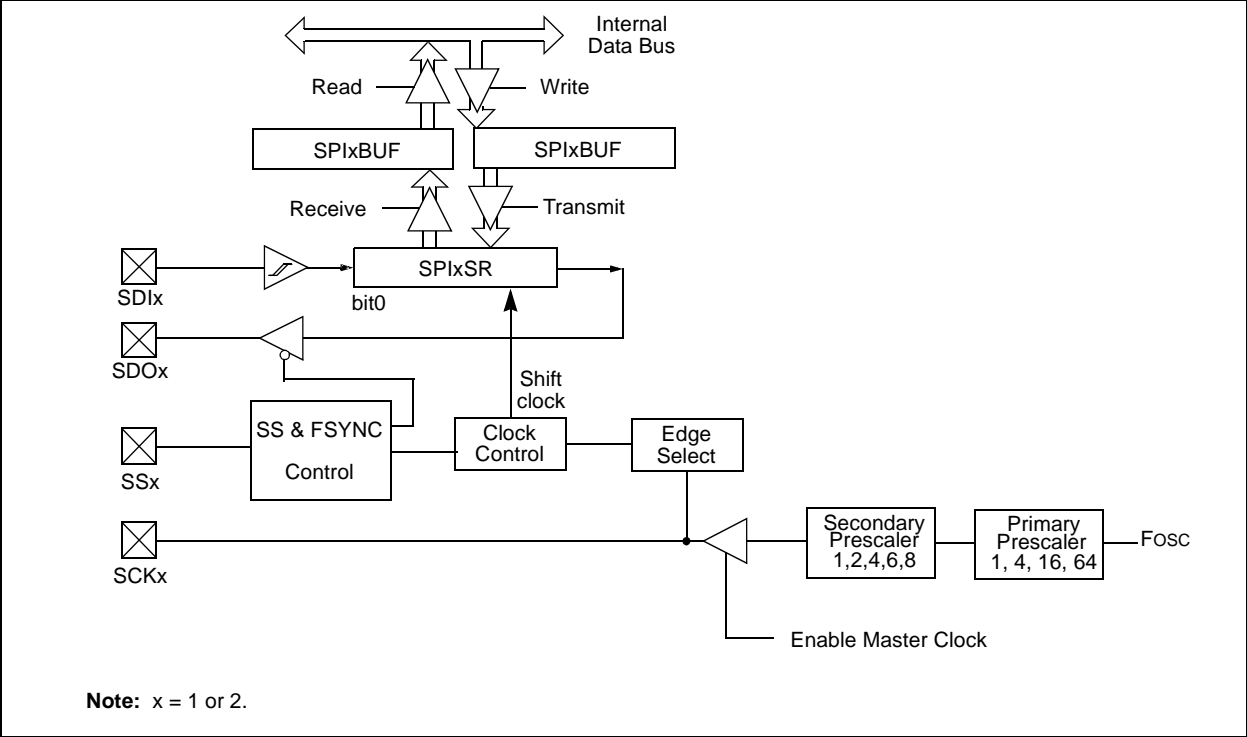 Internal
Data Bus
Read
Write
SPIxBUF
SPIxBUF
Receive
Transmit
SDIx
SPIxSR
bit0
SDOx
Shift
clock
SS & FSYNC
Control
Clock
Control
Edge
Select
SSx
Secondary
Prescaler
1,2,4,6,8
Primary
Prescaler
1, 4, 16, 64
FOSC
SCKx
Enable Master Clock
Note: x = 1 or 2.